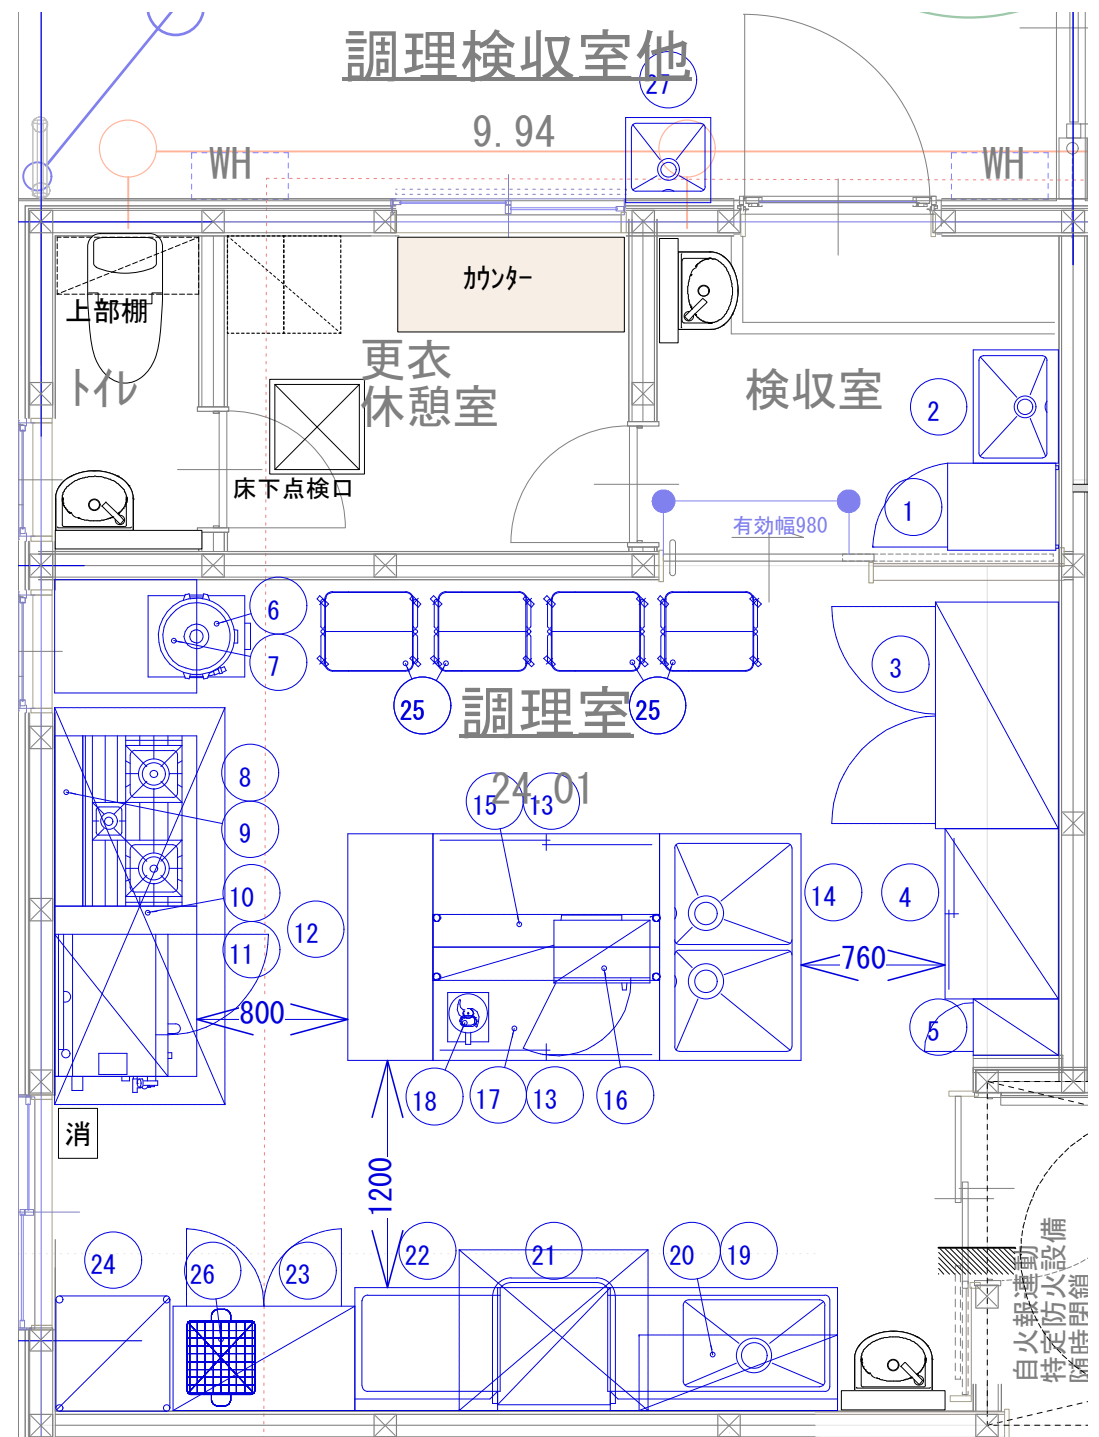 調理検収室他
27
9.94
WH
WH
カウンター
上部棚
トイレ
更衣
休憩室
検収室
2
床下点検口
1
有効幅980
6
7
3
25
調理室
25
24.01
8
15
13
9
10
14
4
12
11
760
800
5
18
17
13
16
消
1200
24
26
23
22
21
20
19
自火報連動
特定防火設備
随時閉鎖